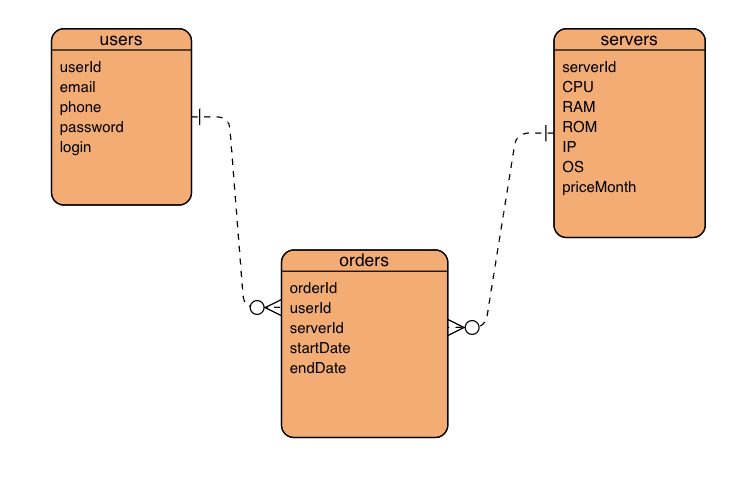 users
userId
email
phone
password
login
servers
serverId
CPU
RAM
ROM
IP
OS
priceMonth
orders
orderId
userId
serverId
startDate
endDate